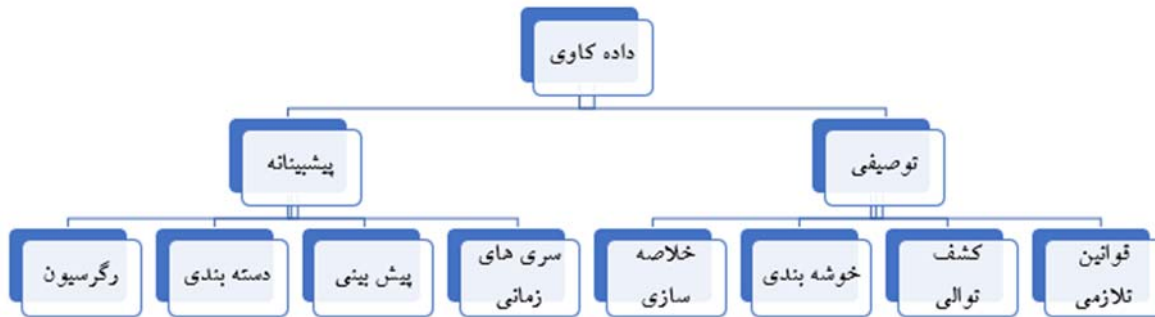 داده کاوی
توصیفی
پیشبینانه
قوانین
تلازمی
کشف
توالی
خوشه بندی
خلاصه
سازی
سری های
زمانی
پیش بینی
دسته بندی
رگرسیون